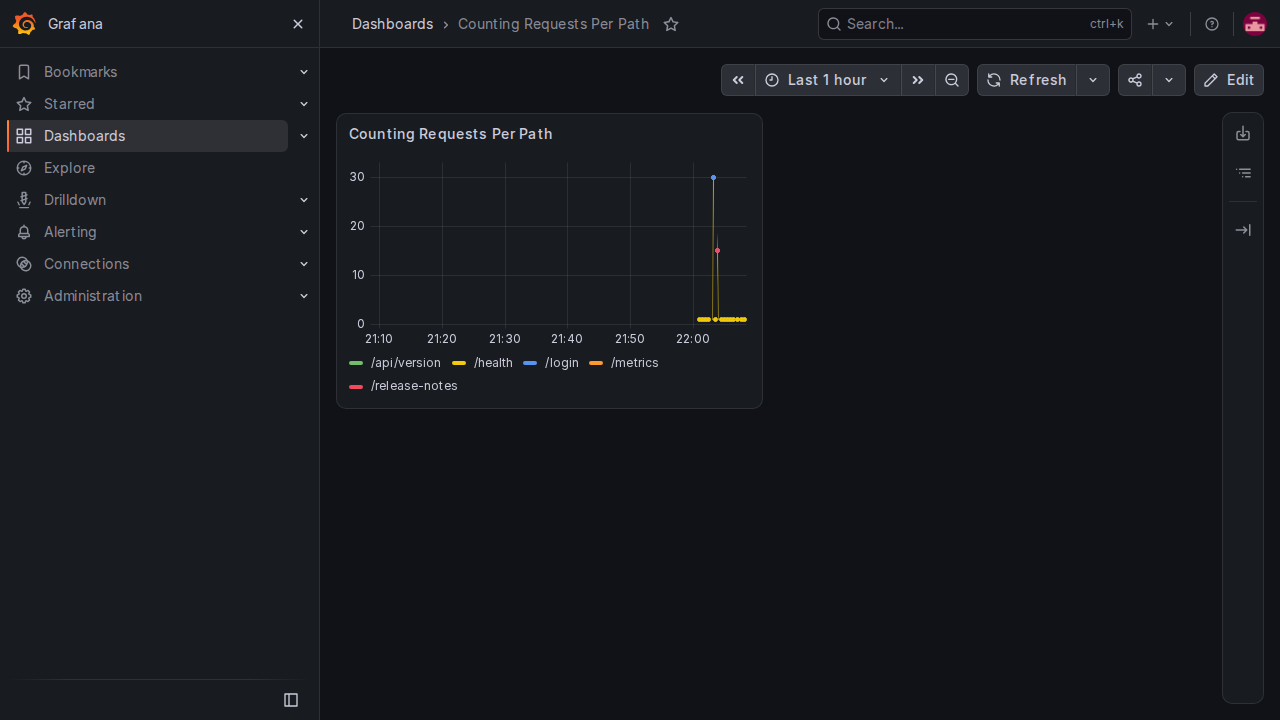 Grafana
Dashboards › Counting Requests Per Path
Search...
ctrl+k
Bookmarks
Starred
Dashboards
Explore
Drilldown
Alerting
Connections
Administration
Last 1 hour
Refresh
Edit
Counting Requests Per Path
30
20
10
0
21:10 21:20 21:30 21:40 21:50 22:00
/api/version /health /login /metrics
/release-notes